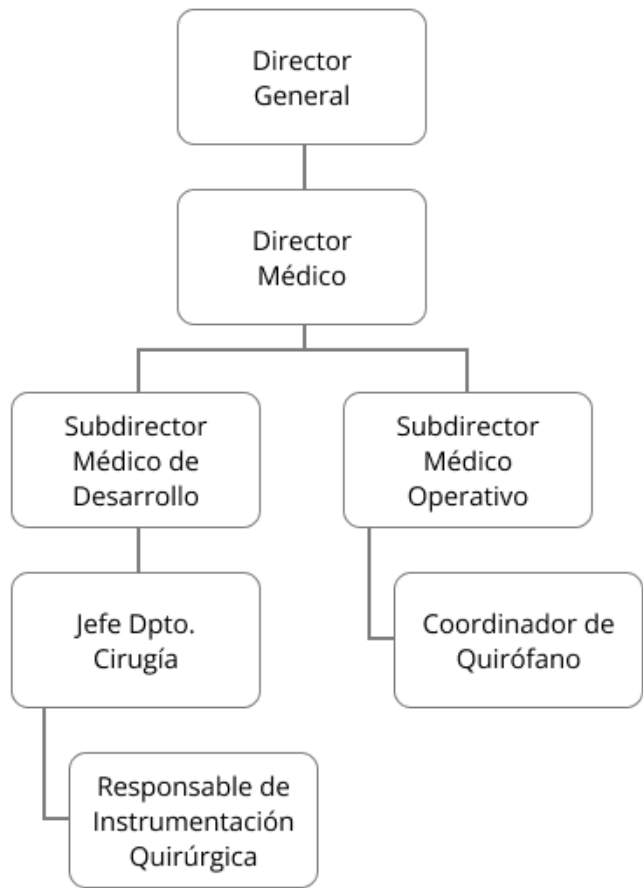 Director
General
Director
Médico
Subdirector
Médico de
Desarrollo
Subdirector
Médico
Operativo
Jefe Dpto.
Cirugía
Coordinador de
Quirófano
Responsable de
Instrumentación
Quirúrgica